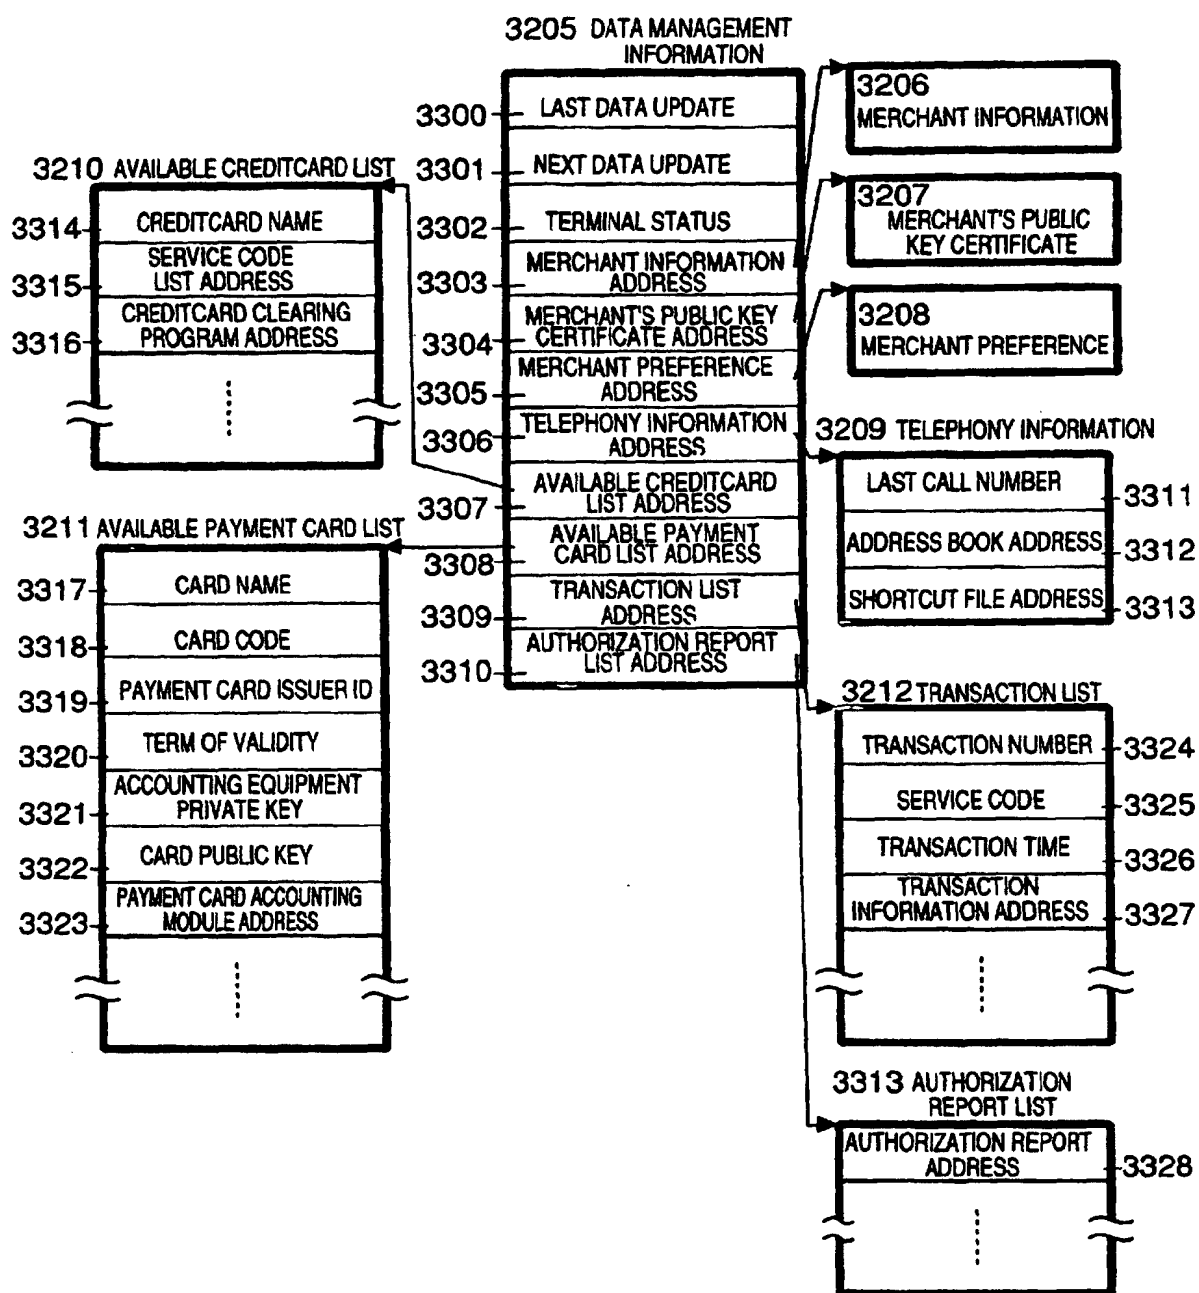 3205 DATA MANAGEMENT
INFORMATION
3300 LAST DATA UPDATE
3301 NEXT DATA UPDATE
3302 TERMINAL STATUS
3303 MERCHANT INFORMATION
ADDRESS
3304 MERCHANT'S PUBLIC KEY
CERTIFICATE ADDRESS
3305 MERCHANT PREFERENCE
ADDRESS
3306 TELEPHONY INFORMATION
ADDRESS
3307 AVAILABLE CREDITCARD
LIST ADDRESS
3308 AVAILABLE PAYMENT
CARD LIST ADDRESS
3309 TRANSACTION LIST
ADDRESS
3310 AUTHORIZATION REPORT
LIST ADDRESS
3210 AVAILABLE CREDITCARD LIST
3314 CREDITCARD NAME
3315 SERVICE CODE
LIST ADDRESS
3316 CREDITCARD CLEARING
PROGRAM ADDRESS
3211 AVAILABLE PAYMENT CARD LIST
3317 CARD NAME
3318 CARD CODE
3319 PAYMENT CARD ISSUER ID
3320 TERM OF VALIDITY
3321 ACCOUNTING EQUIPMENT
PRIVATE KEY
3322 CARD PUBLIC KEY
3323 PAYMENT CARD ACCOUNTING
MODULE ADDRESS
3206
MERCHANT INFORMATION
3207
MERCHANT'S PUBLIC
KEY CERTIFICATE
3208
MERCHANT PREFERENCE
3209 TELEPHONY INFORMATION
LAST CALL NUMBER 3311
ADDRESS BOOK ADDRESS 3312
SHORTCUT FILE ADDRESS 3313
3212 TRANSACTION LIST
TRANSACTION NUMBER 3324
SERVICE CODE 3325
TRANSACTION TIME 3326
TRANSACTION
INFORMATION ADDRESS 3327
3313 AUTHORIZATION
REPORT LIST
AUTHORIZATION REPORT
ADDRESS 3328